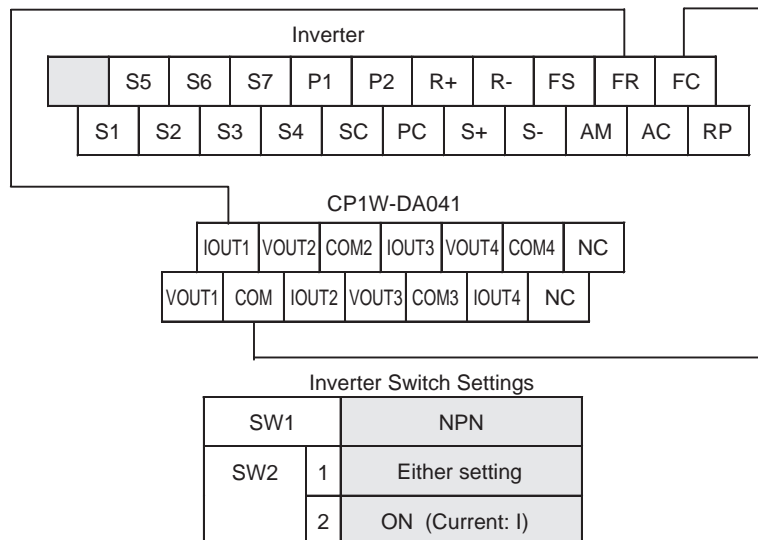 Inverter
S5 S6 S7 P1 P2 R+ R- FS FR FC
S1 S2 S3 S4 SC PC S+ S- AM AC RP
CP1W-DA041
IOUT1 VOUT2 COM2 IOUT3 VOUT4 COM4 NC
VOUT1 COM IOUT2 VOUT3 COM3 IOUT4 NC
Inverter Switch Settings
SW1 NPN
SW2 1 Either setting
2 ON (Current: I)